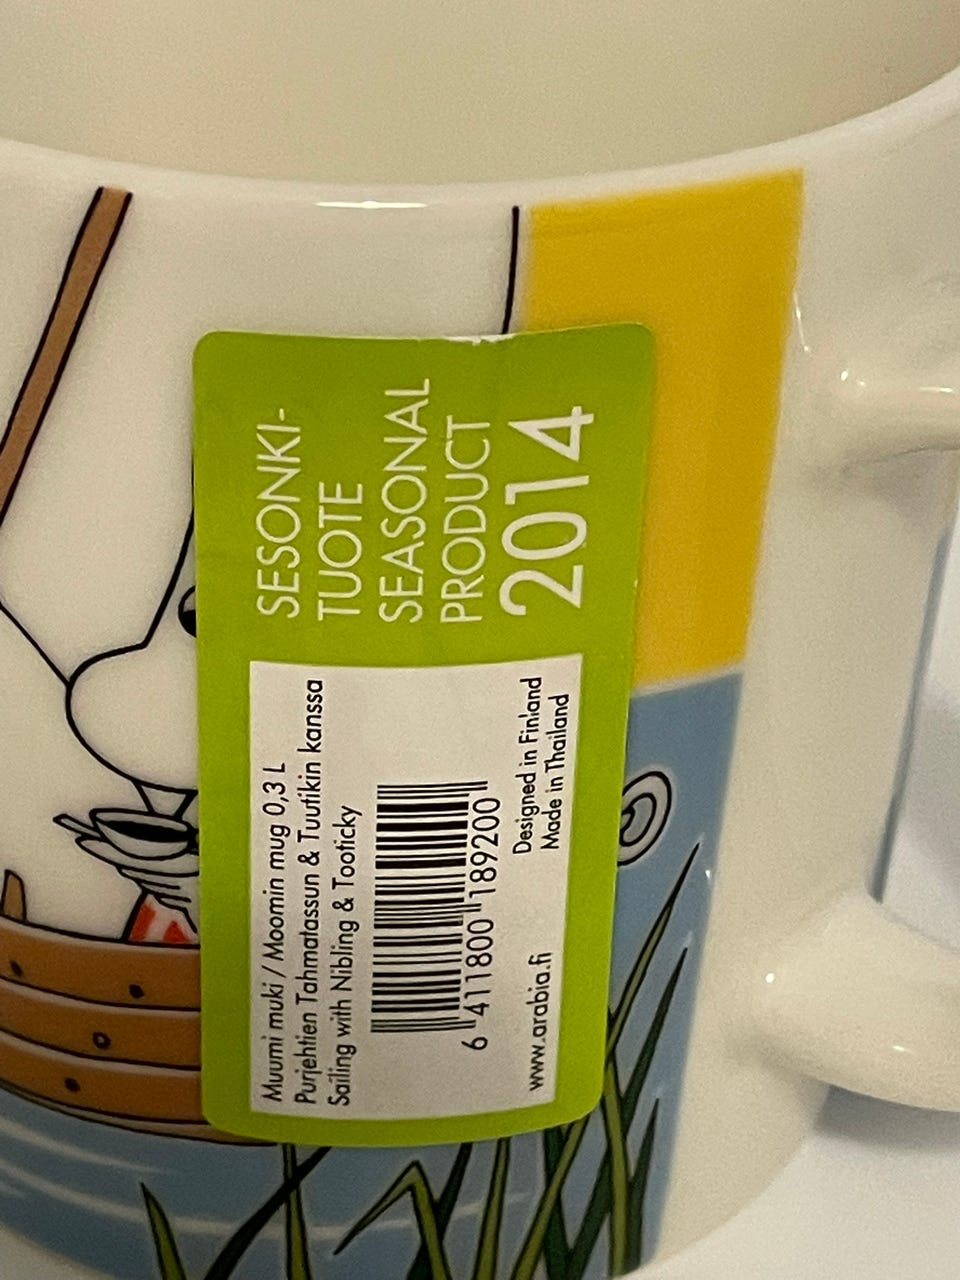 SESONKI-
TUOTE
SEASONAL
PRODUCT
2014
Muumi muki / Moomin mug 0,3 L
Purjehtien Tahmatassun & Tuutikin kanssa
Sailing with Nibling & Tooticky
6 411800 189200
www.arabia.fi
Designed in Finland
Made in Thailand